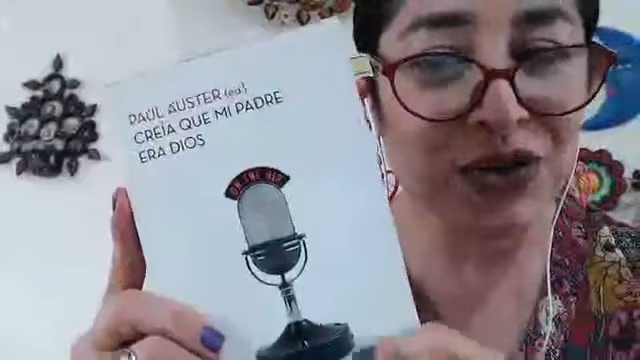 PAUL AUSTER (ed.)
CREÍA QUE MI PADRE
ERA DIOS
ON THE AIR